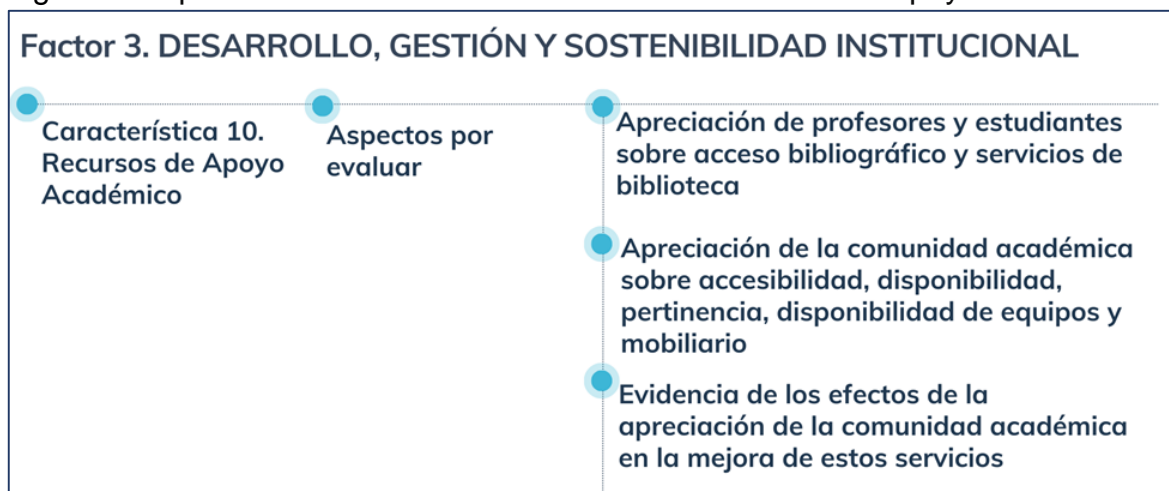 Factor 3. DESARROLLO, GESTIÓN Y SOSTENIBILIDAD INSTITUCIONAL
Característica 10.
Recursos de Apoyo
Académico
Aspectos por
evaluar
Apreciación de profesores y estudiantes
sobre acceso bibliográfico y servicios de
biblioteca
Apreciación de la comunidad académica
sobre accesibilidad, disponibilidad,
pertinencia, disponibilidad de equipos y
mobiliario
Evidencia de los efectos de la
apreciación de la comunidad académica
en la mejora de estos servicios